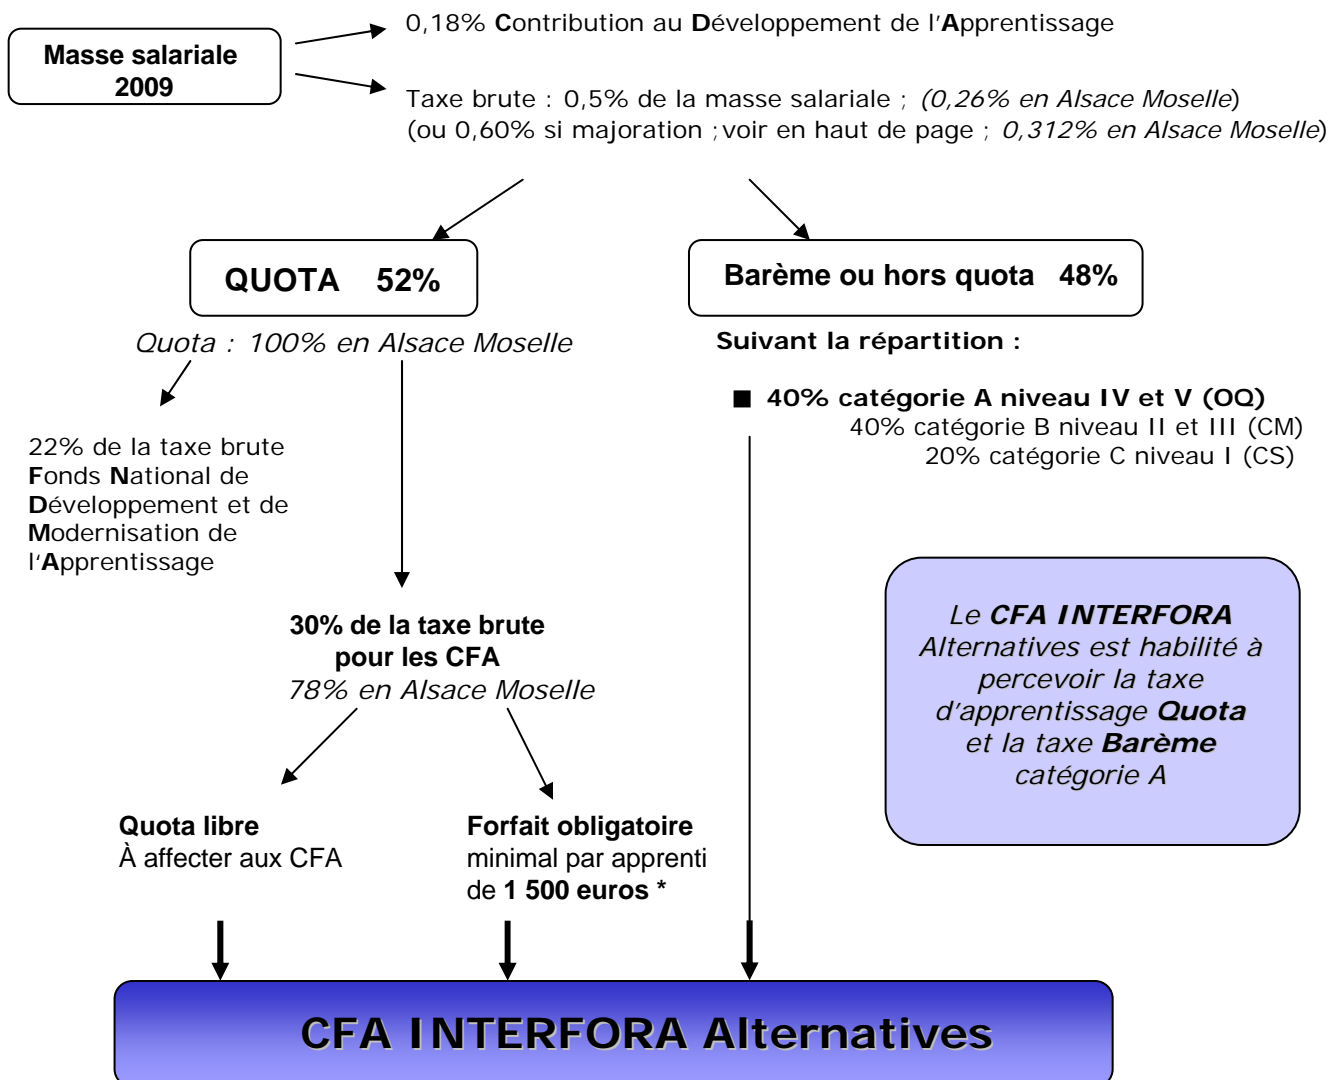 Masse salariale
2009
0,18% Contribution au Développement de l'Apprentissage
Taxe brute : 0,5% de la masse salariale ; (0,26% en Alsace Moselle)
(ou 0,60% si majoration ;voir en haut de page ; 0,312% en Alsace Moselle)
QUOTA 52%
Quota : 100% en Alsace Moselle
22% de la taxe brute
Fonds National de
Développement et de
Modernisation de
l'Apprentissage
30% de la taxe brute
pour les CFA
78% en Alsace Moselle
Quota libre
À affecter aux CFA
Forfait obligatoire
minimal par apprenti
de 1 500 euros *
Barème ou hors quota 48%
Suivant la répartition :
■ 40% catégorie A niveau IV et V (OQ)
40% catégorie B niveau II et III (CM)
20% catégorie C niveau I (CS)
Le CFA INTERFORA
Alternatives est habilité à
percevoir la taxe
d'apprentissage Quota
et la taxe Barème
catégorie A
CFA INTERFORA Alternatives